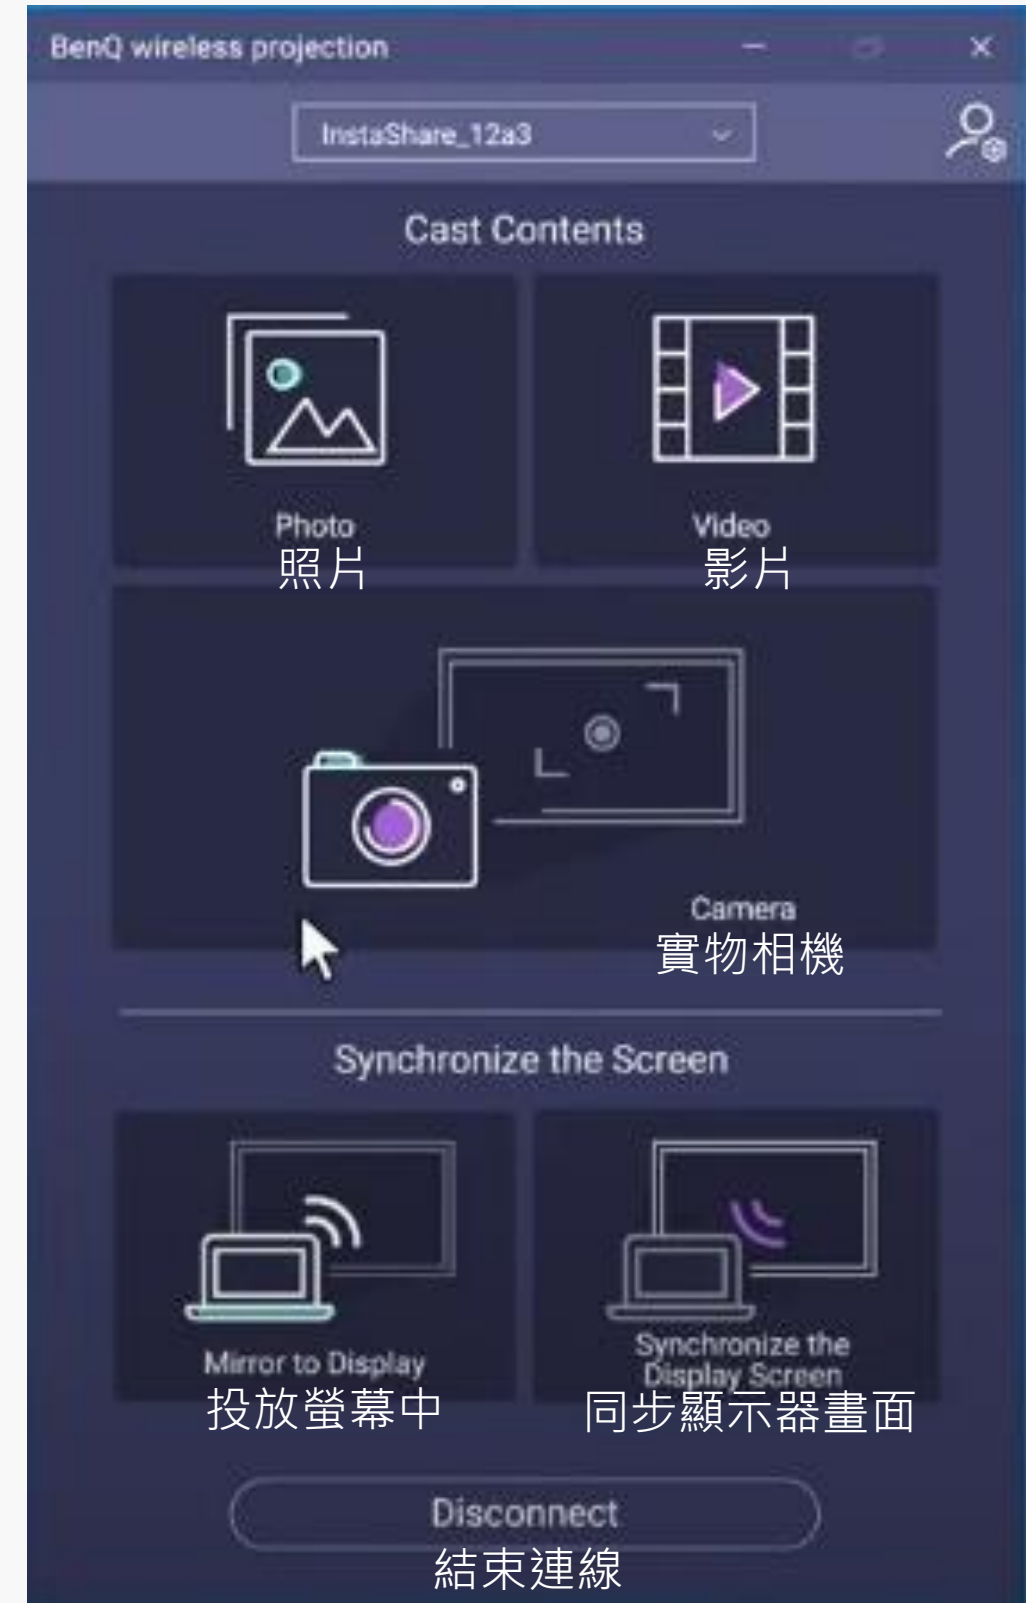 BenQ wireless projection
InstaShare_12a3
Cast Contents
Photo
照片
Video
影片
Camera
實物相機
Synchronize the Screen
Mirror to Display
投放螢幕中
Synchronize the
Display Screen
同步顯示器畫面
Disconnect
結束連線